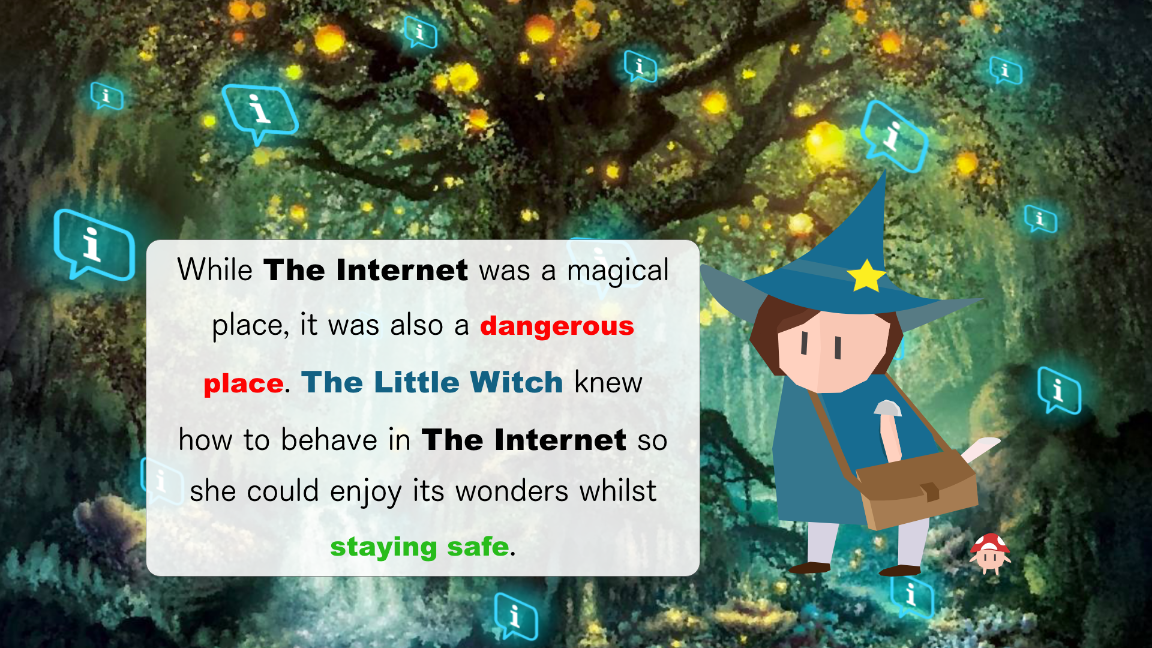 While The Internet was a magical
place, it was also a dangerous
place. The Little Witch knew
how to behave in The Internet so
she could enjoy its wonders whilst
staying safe.
i
i
i
i
i
i
i
i
i
i
i
i